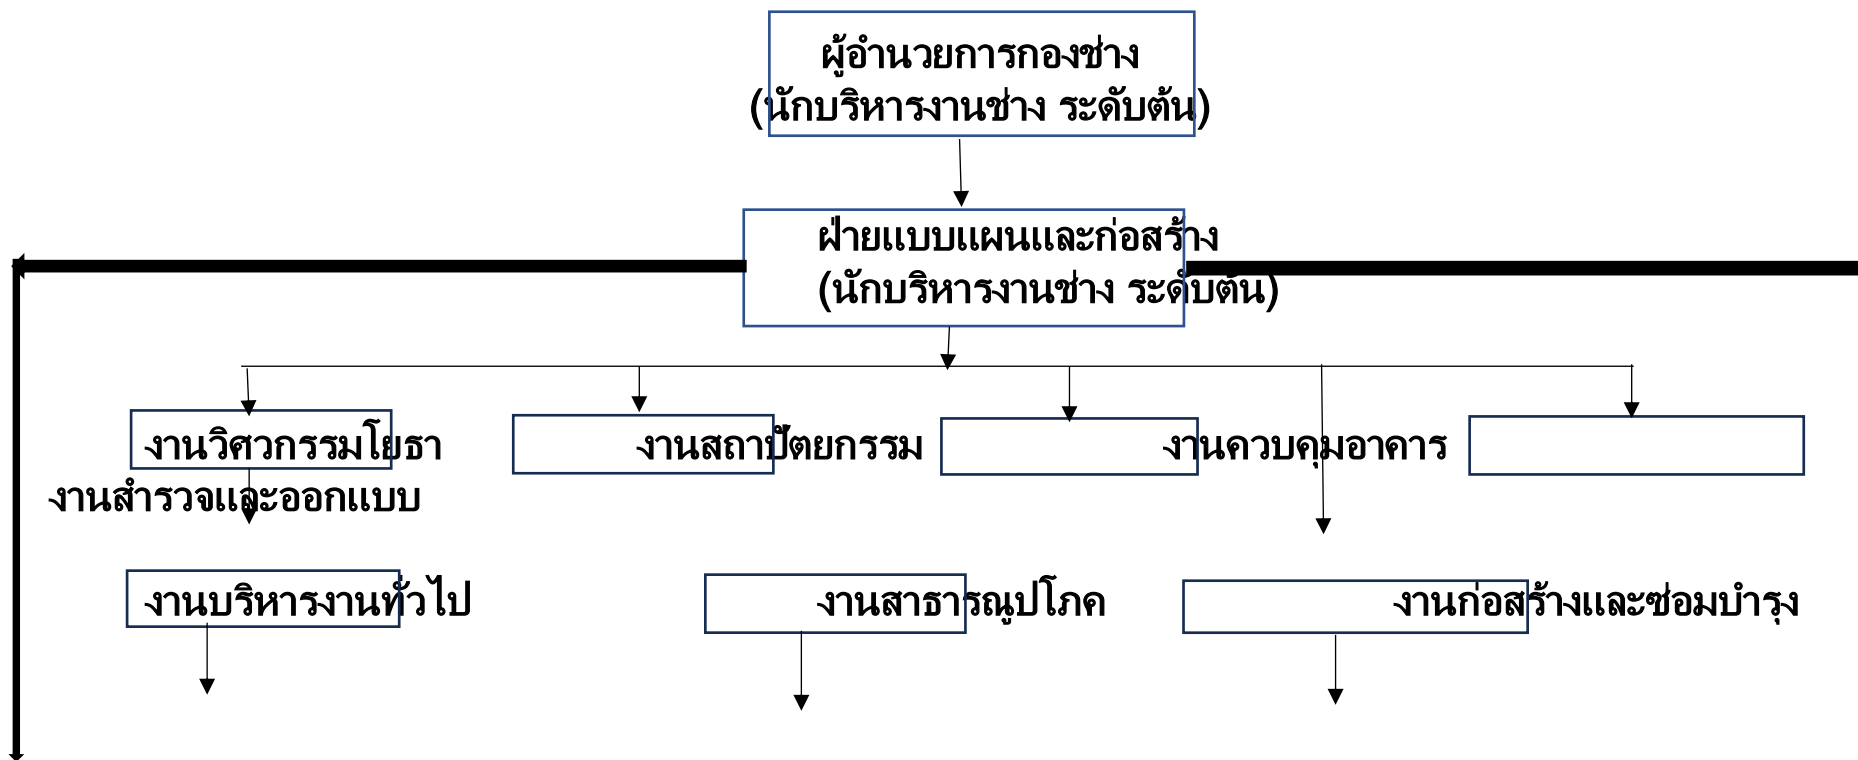 ผู้อำนวยการกองช่าง
(นักบริหารงานช่าง ระดับต้น)
ฝ่ายแบบแผนและก่อสร้าง
(นักบริหารงานช่าง ระดับต้น)
งานวิศวกรรมโยธา งานสถาปัตยกรรม งานควบคุมอาคาร
งานสำรวจและออกแบบ
งานบริหารงานทั่วไป งานสาธารณูปโภค งานก่อสร้างและซ่อมบำรุง